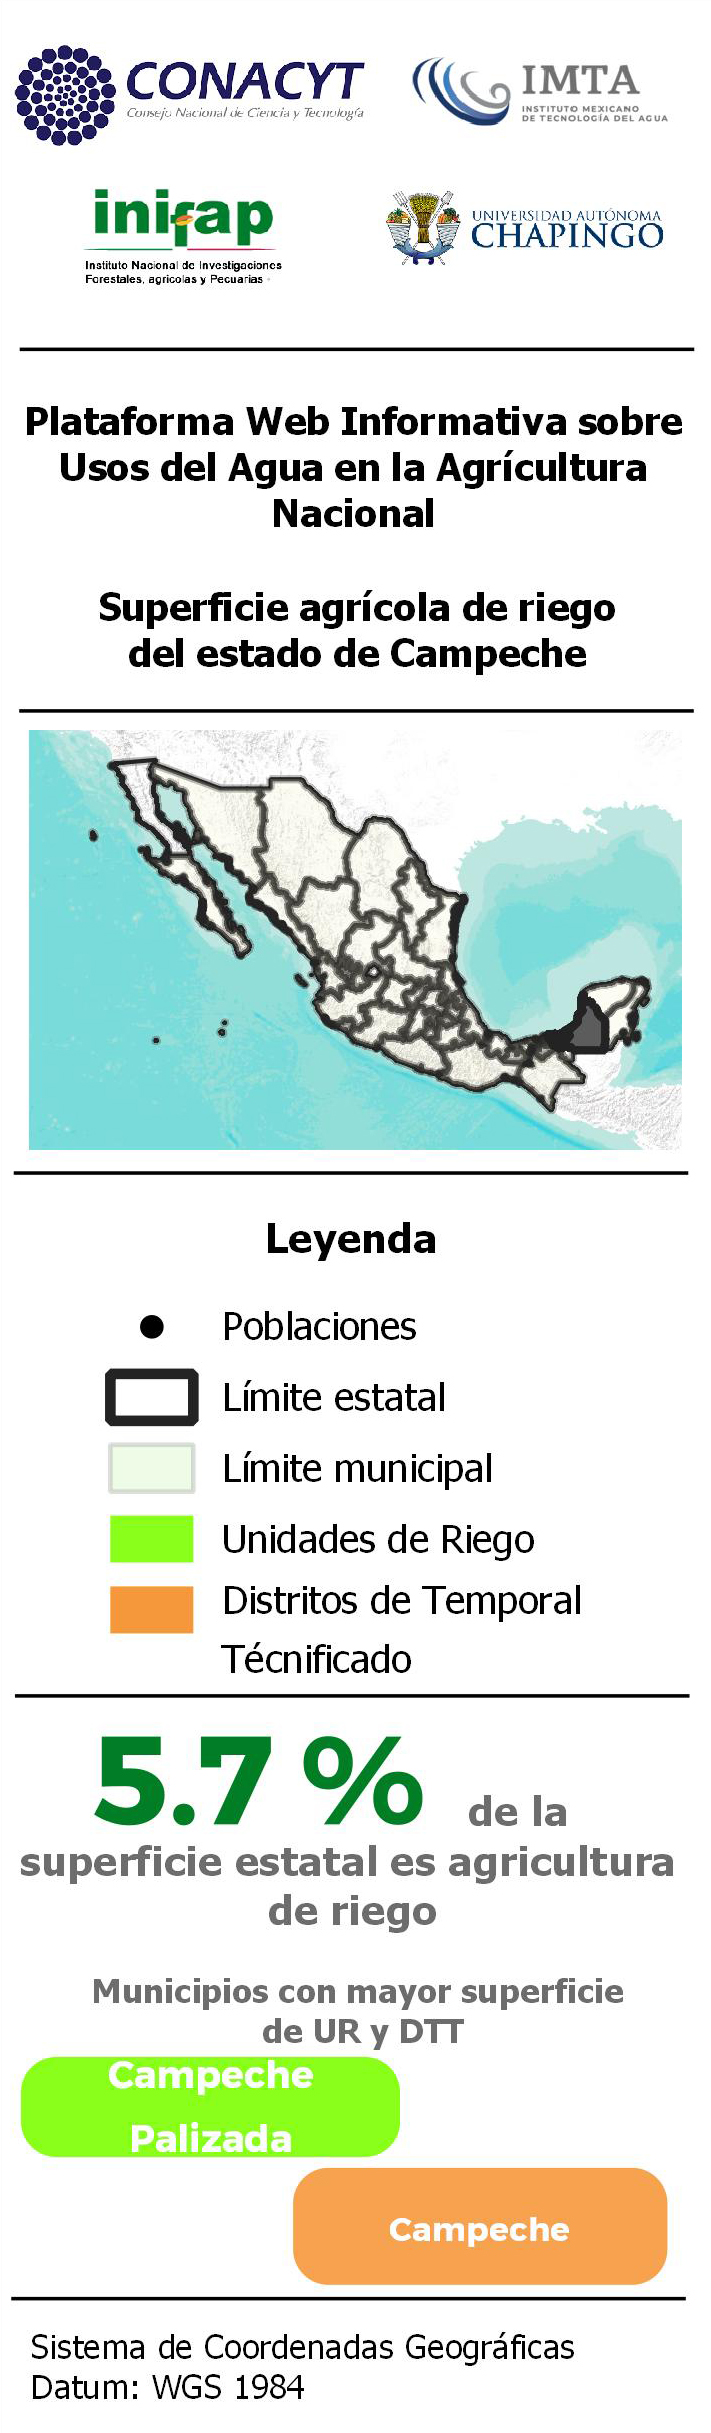 CONACYT
Consejo Nacional de Ciencia y Tecnología
IMTA
INSTITUTO MEXICANO
DE TECNOLOGÍA DEL AGUA
inifap
Instituto Nacional de Investigaciones
Forestales, agricolas y Pecuarias
UNIVERSIDAD AUTÓNOMA
CHAPINGO
Plataforma Web Informativa sobre
Usos del Agua en la Agrícultura
Nacional
Superficie agrícola de riego
del estado de Campeche
Leyenda
Poblaciones
Límite estatal
Límite municipal
Unidades de Riego
Distritos de Temporal
Técnificado
5.7 % de la
superficie estatal es agricultura
de riego
Municipios con mayor superficie
de UR y DTT
Campeche
Palizada
Campeche
Sistema de Coordenadas Geográficas
Datum: WGS 1984